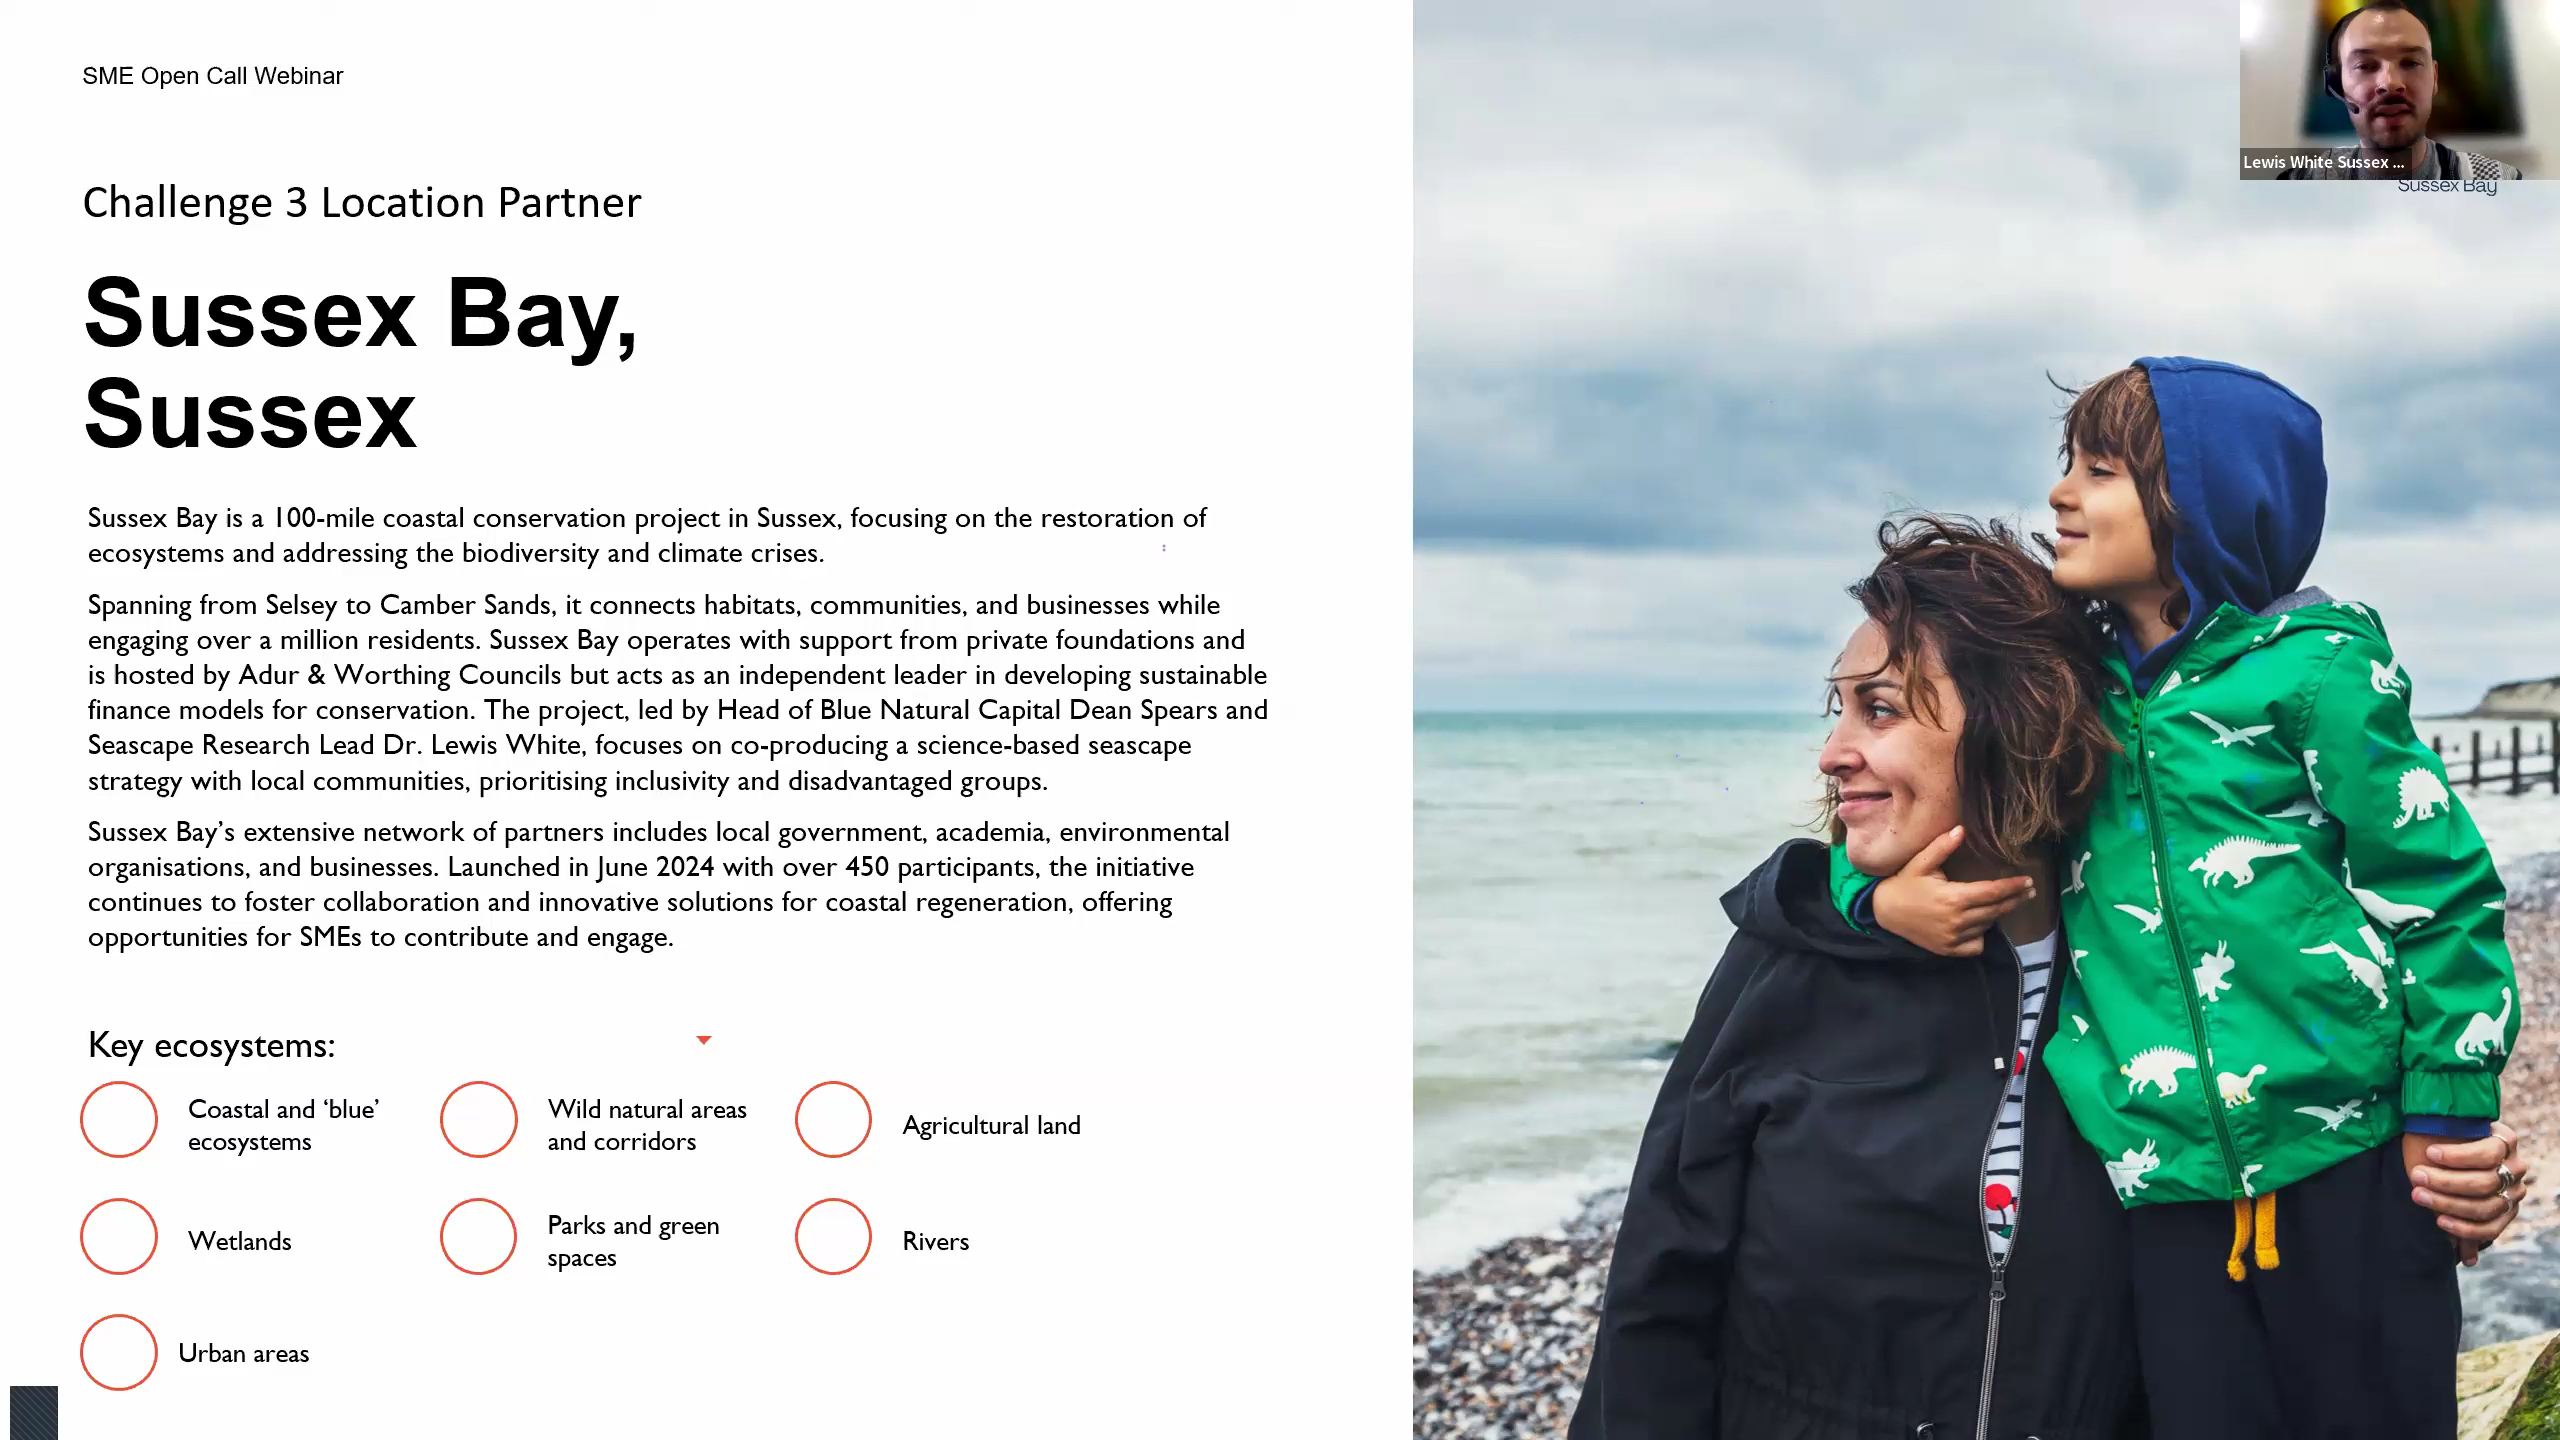 SME Open Call Webinar
Lewis White Sussex ...
Sussex Bay
Challenge 3 Location Partner
Sussex Bay,
Sussex
Sussex Bay is a 100-mile coastal conservation project in Sussex, focusing on the restoration of
ecosystems and addressing the biodiversity and climate crises.
Spanning from Selsey to Camber Sands, it connects habitats, communities, and businesses while
engaging over a million residents. Sussex Bay operates with support from private foundations and
is hosted by Adur & Worthing Councils but acts as an independent leader in developing sustainable
finance models for conservation. The project, led by Head of Blue Natural Capital Dean Spears and
Seascape Research Lead Dr. Lewis White, focuses on co-producing a science-based seascape
strategy with local communities, prioritising inclusivity and disadvantaged groups.
Sussex Bay’s extensive network of partners includes local government, academia, environmental
organisations, and businesses. Launched in June 2024 with over 450 participants, the initiative
continues to foster collaboration and innovative solutions for coastal regeneration, offering
opportunities for SMEs to contribute and engage.
Key ecosystems:
Coastal and ‘blue’
ecosystems
Wild natural areas
and corridors
Agricultural land
Wetlands
Parks and green
spaces
Rivers
Urban areas